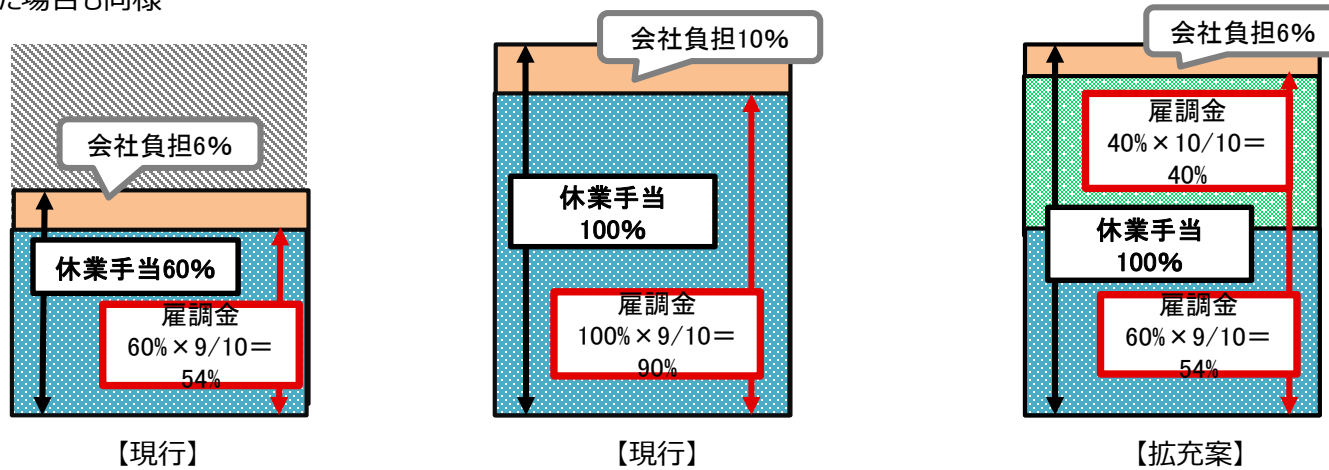 た場合も同様
会社負担6%
休業手当60%
雇調金
60%×9/10＝
54%
【現行】
会社負担10%
休業手当
100%
雇調金
100%×9/10＝
90%
【現行】
会社負担6%
雇調金
40%×10/10＝
40%
休業手当
100%
雇調金
60%×9/10＝
54%
【拡充案】